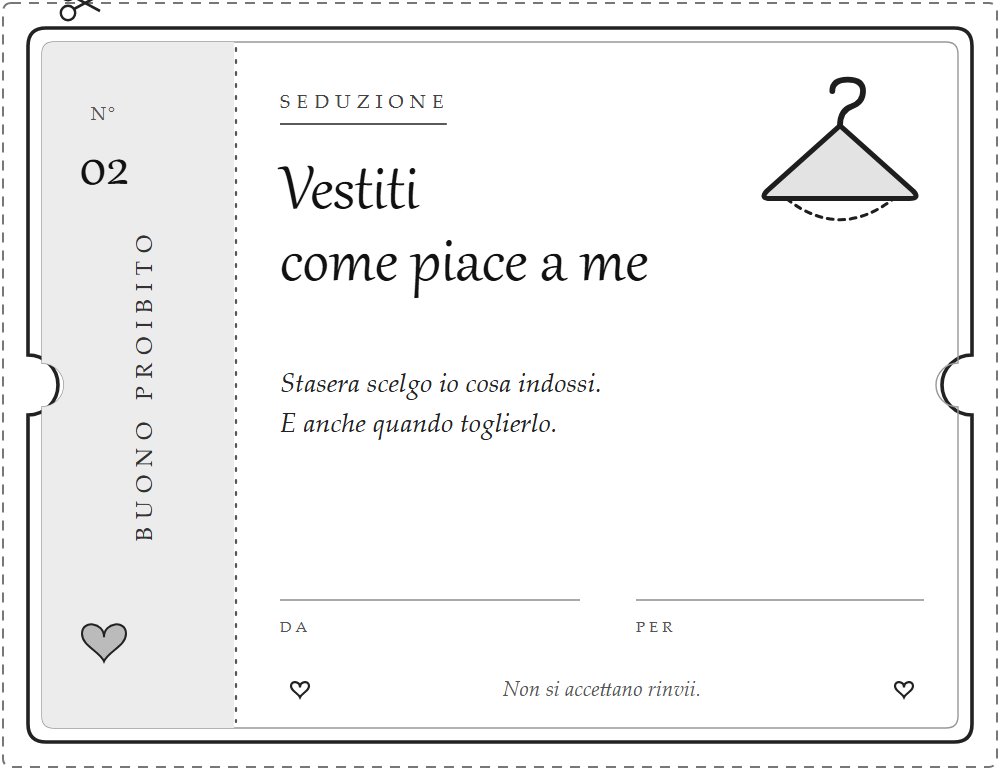 N°
02
BUONO PROIBITO
SEDUZIONE
Vestiti
come piace a me
Stasera scelgo io cosa indossi.
E anche quando toglierlo.
DA
PER
Non si accettano rinvii.